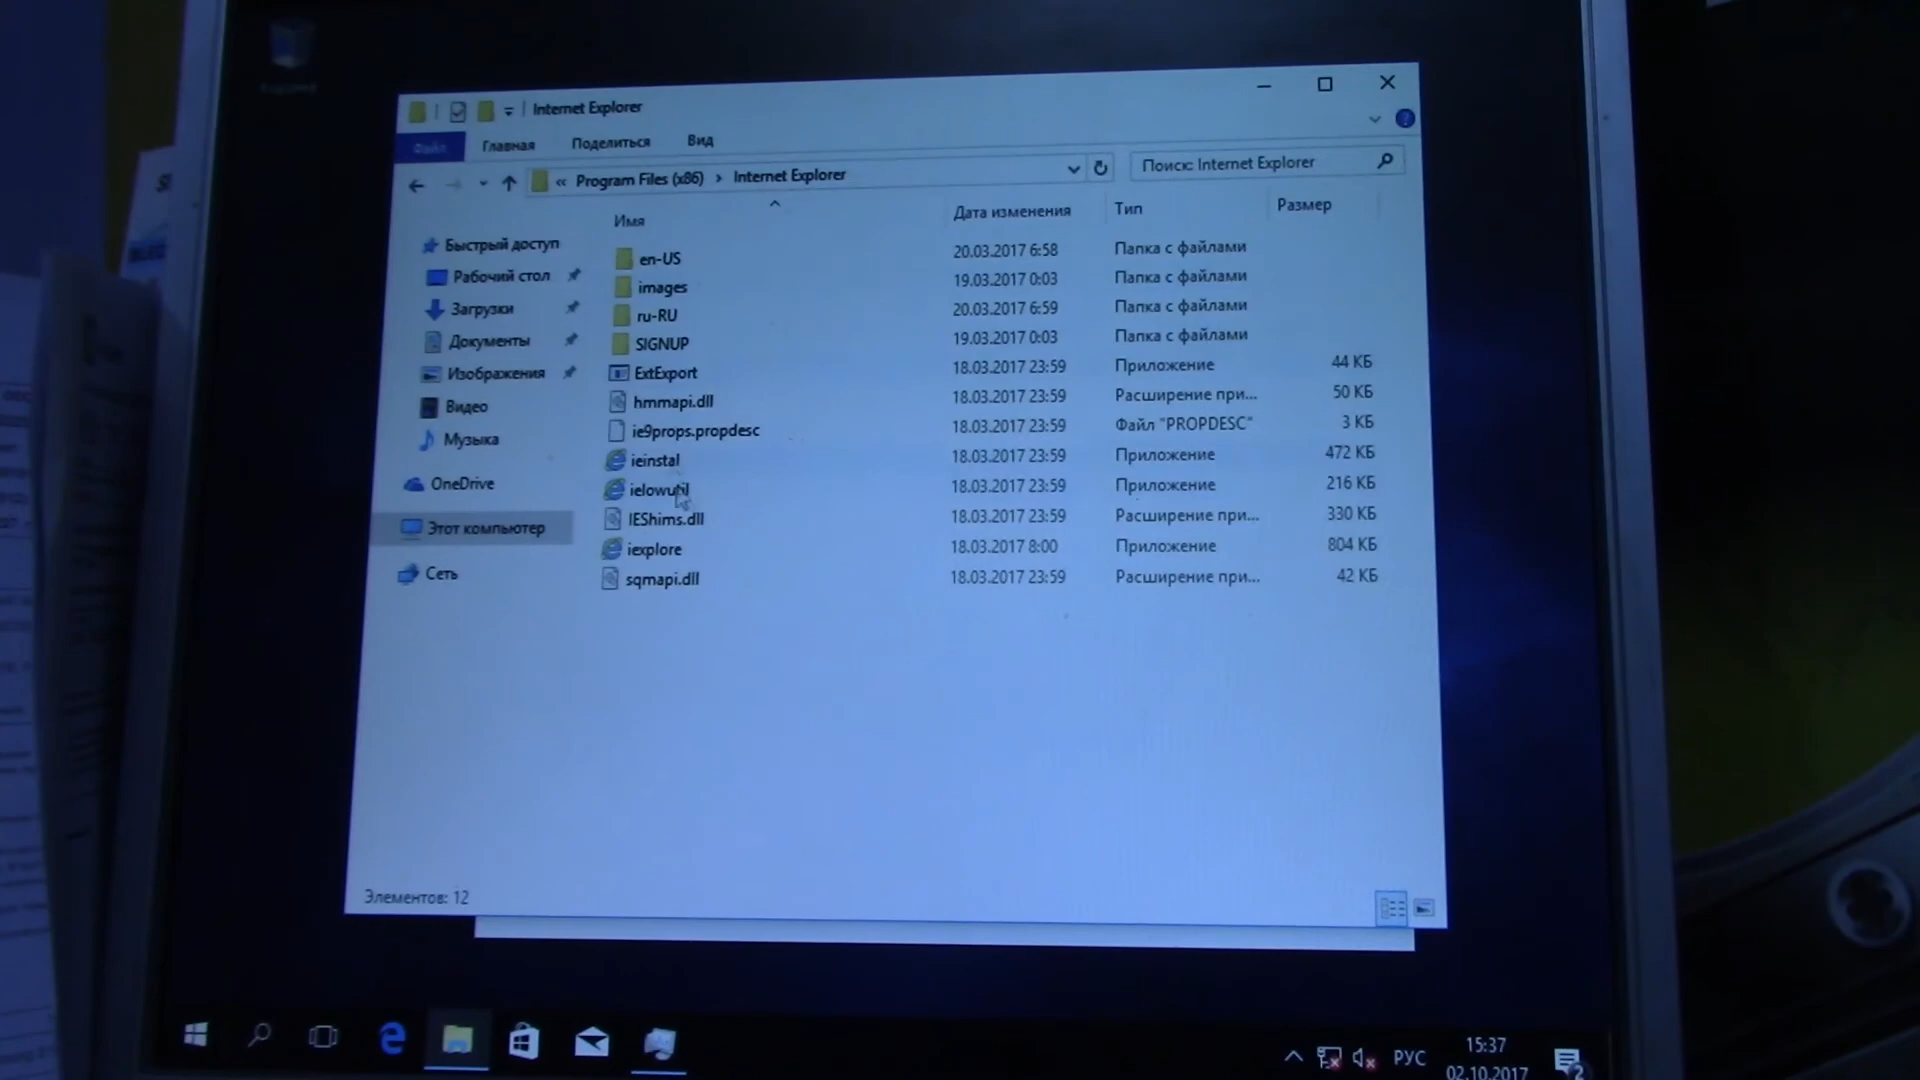 Internet Explorer
Файл Главная Поделиться Вид
« Program Files (x86) › Internet Explorer
Поиск: Internet Explorer
Имя Дата изменения Тип Размер
Быстрый доступ
Рабочий стол
Загрузки
Документы
Изображения
Видео
Музыка
OneDrive
Этот компьютер
Сеть
en-US 20.03.2017 6:58 Папка с файлами
images 19.03.2017 0:03 Папка с файлами
ru-RU 20.03.2017 6:59 Папка с файлами
SIGNUP 19.03.2017 0:03 Папка с файлами
ExtExport 18.03.2017 23:59 Приложение 44 КБ
hmmapi.dll 18.03.2017 23:59 Расширение при... 50 КБ
ie9props.propdesc 18.03.2017 23:59 Файл "PROPDESC" 3 КБ
ieinstal 18.03.2017 23:59 Приложение 472 КБ
ielowutil 18.03.2017 23:59 Приложение 216 КБ
IEShims.dll 18.03.2017 23:59 Расширение при... 330 КБ
iexplore 18.03.2017 8:00 Приложение 804 КБ
sqmapi.dll 18.03.2017 23:59 Расширение при... 42 КБ
Элементов: 12
РУС
15:37
02.10.2017
2